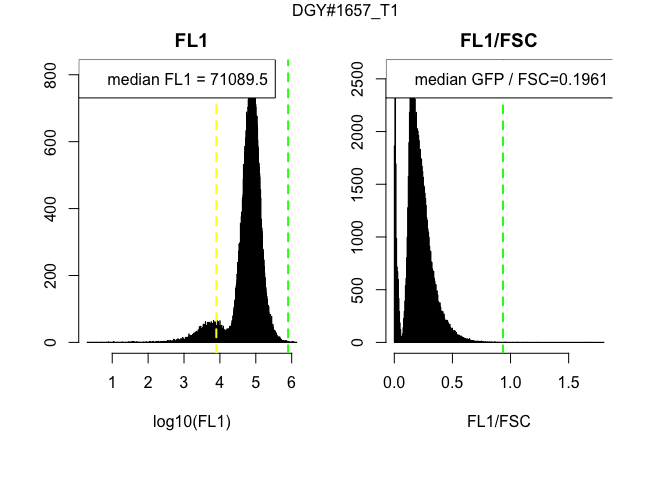 DGY#1657_T1
FL1
median FL1 = 71089.5
0
200
400
600
800
1 2 3 4 5 6
log10(FL1)
FL1/FSC
median GFP / FSC=0.1961
0
500
1000
1500
2000
2500
0.0 0.5 1.0 1.5
FL1/FSC